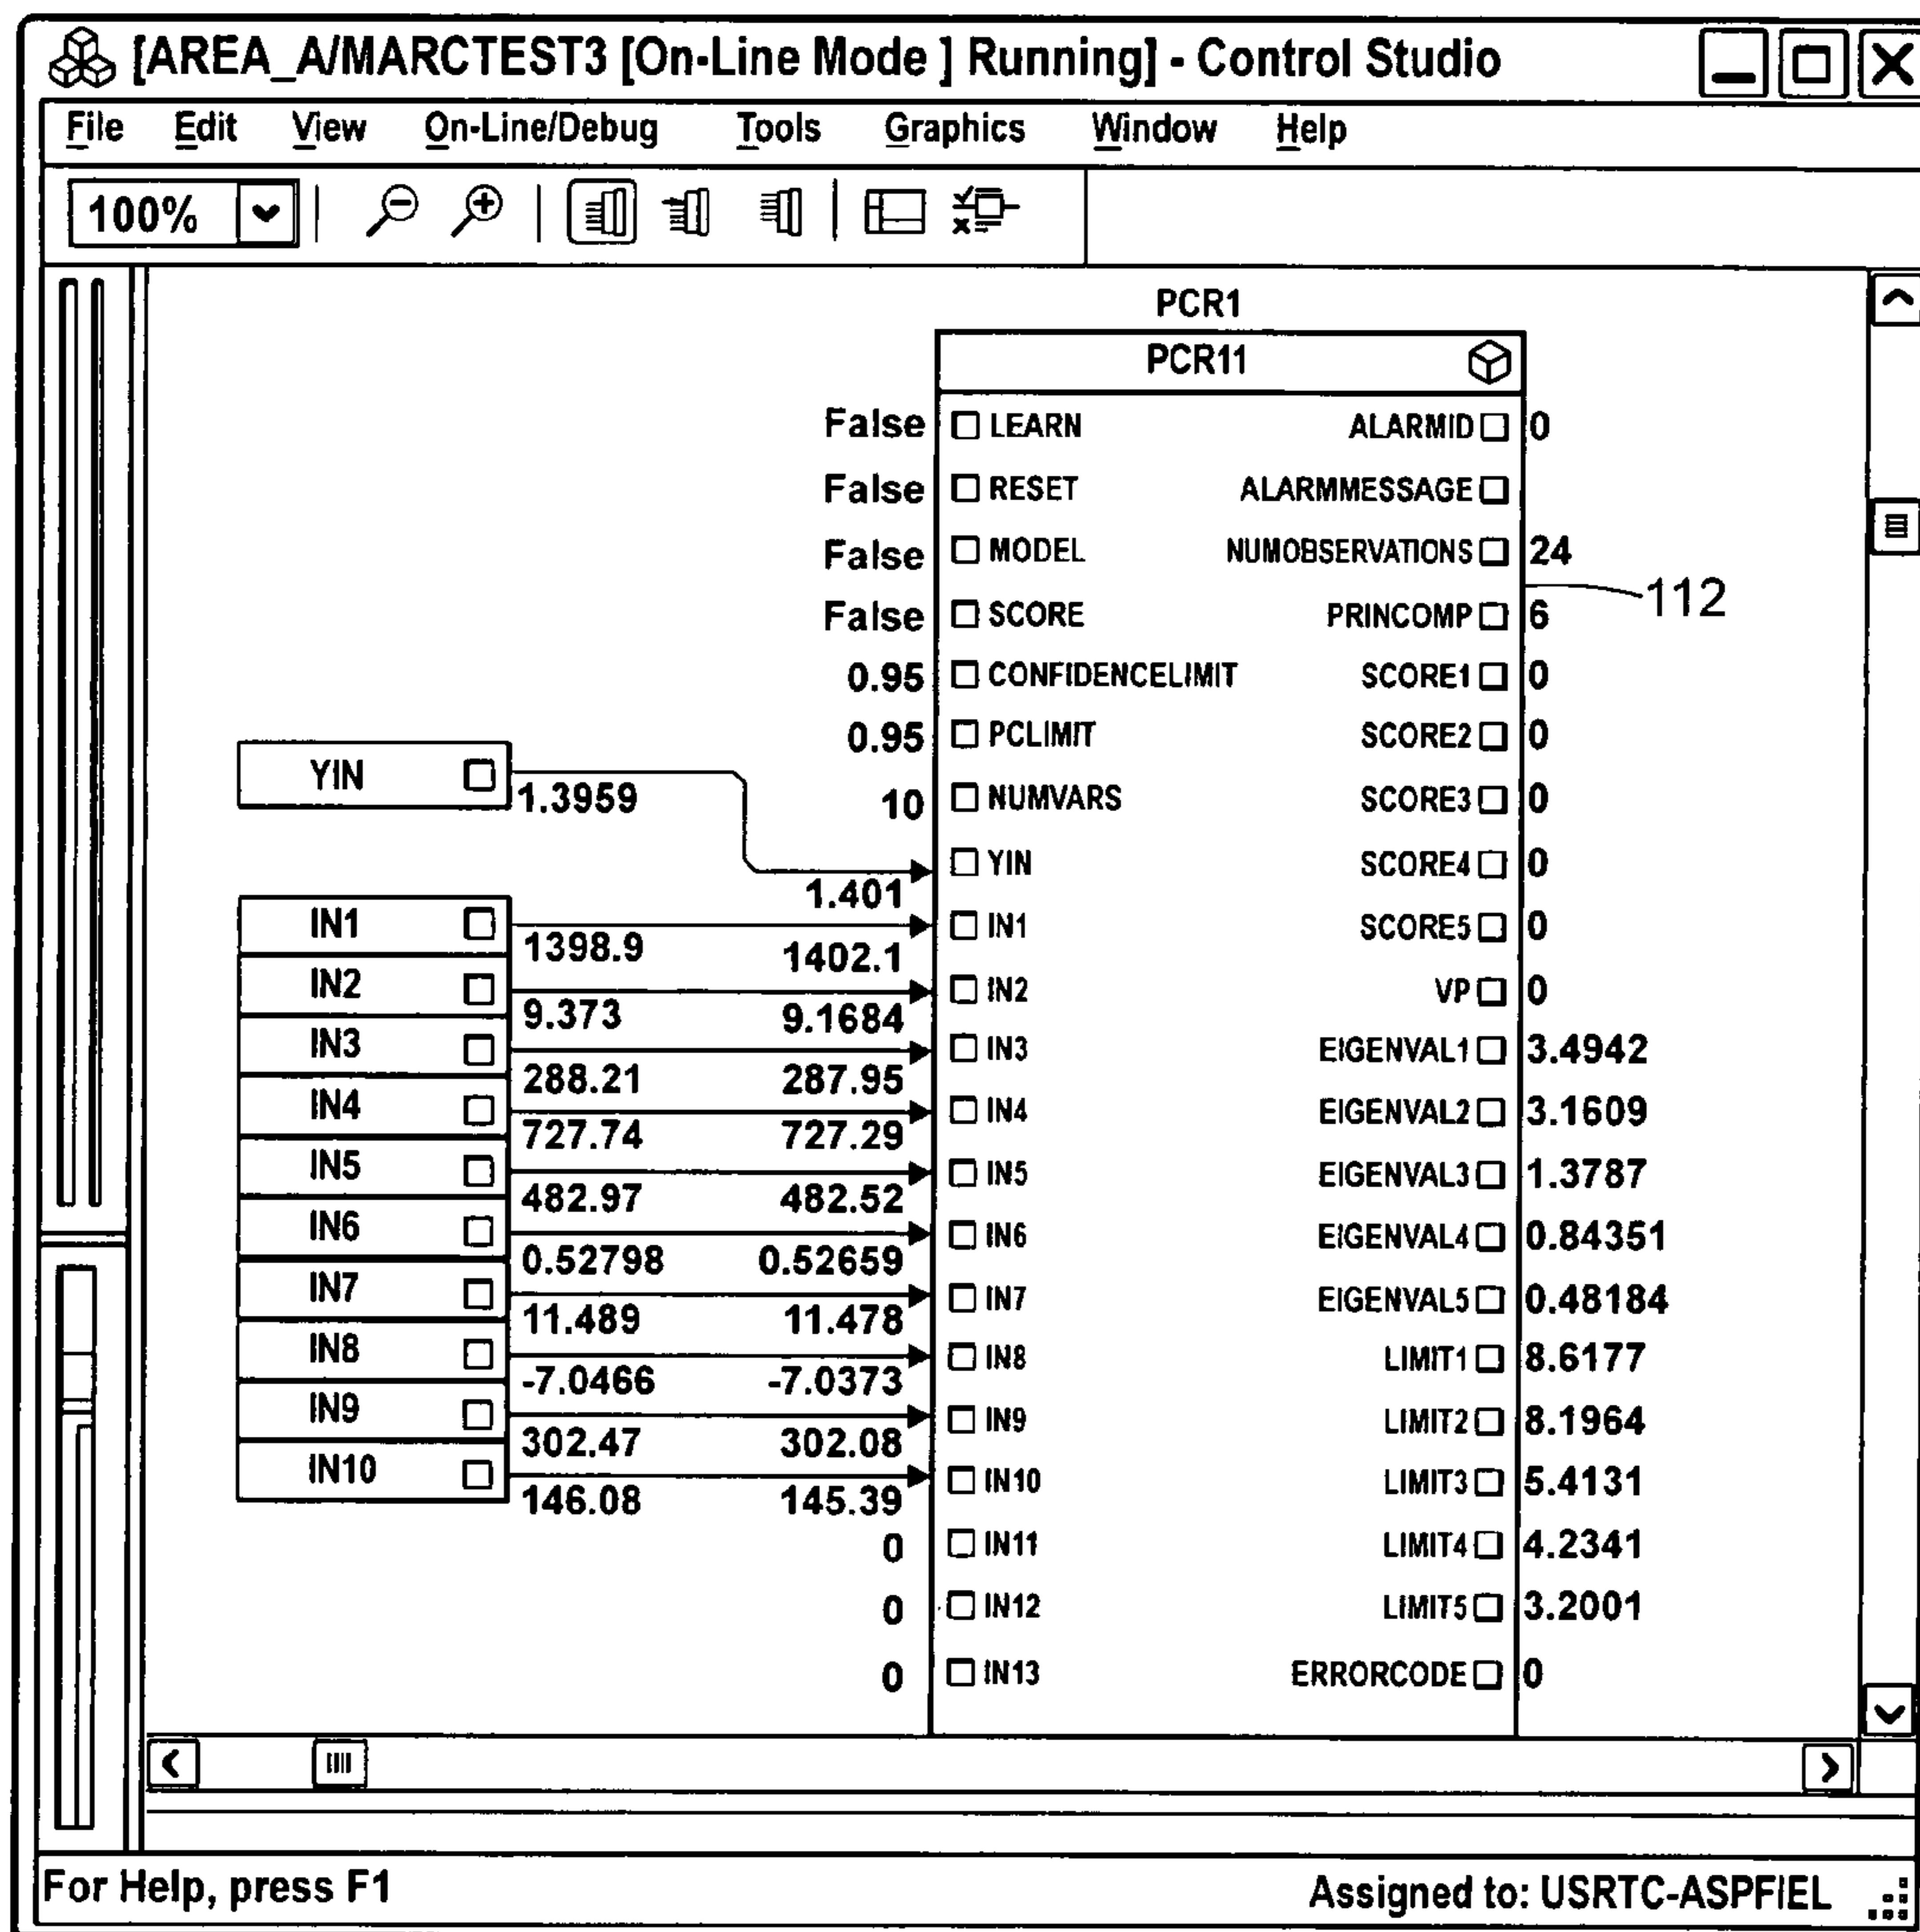 [AREA_A/MARCTEST3 [On-Line Mode ] Running] - Control Studio
File Edit View On-Line/Debug Tools Graphics Window Help
100%
PCR1
PCR11
False LEARN ALARMID 0
False RESET ALARMMESSAGE
False MODEL NUMOBSERVATIONS 24
112
False SCORE PRINCOMP 6
0.95 CONFIDENCELIMIT SCORE1 0
0.95 PCLIMIT SCORE2 0
YIN 1.3959
10 NUMVARS SCORE3 0
YIN SCORE4 0
1.401
IN1 IN1 SCORE5 0
1398.9 1402.1
IN2 IN2 VP 0
9.373 9.1684
IN3 IN3 EIGENVAL1 3.4942
288.21 287.95
IN4 IN4 EIGENVAL2 3.1609
727.74 727.29
IN5 IN5 EIGENVAL3 1.3787
482.97 482.52
IN6 IN6 EIGENVAL4 0.84351
0.52798 0.52659
IN7 IN7 EIGENVAL5 0.48184
11.489 11.478
IN8 IN8 LIMIT1 8.6177
-7.0466 -7.0373
IN9 IN9 LIMIT2 8.1964
302.47 302.08
IN10 IN10 LIMIT3 5.4131
146.08 145.39
0 IN11 LIMIT4 4.2341
0 IN12 LIMIT5 3.2001
0 IN13 ERRORCODE 0
For Help, press F1 Assigned to: USRTC-ASPFIEL